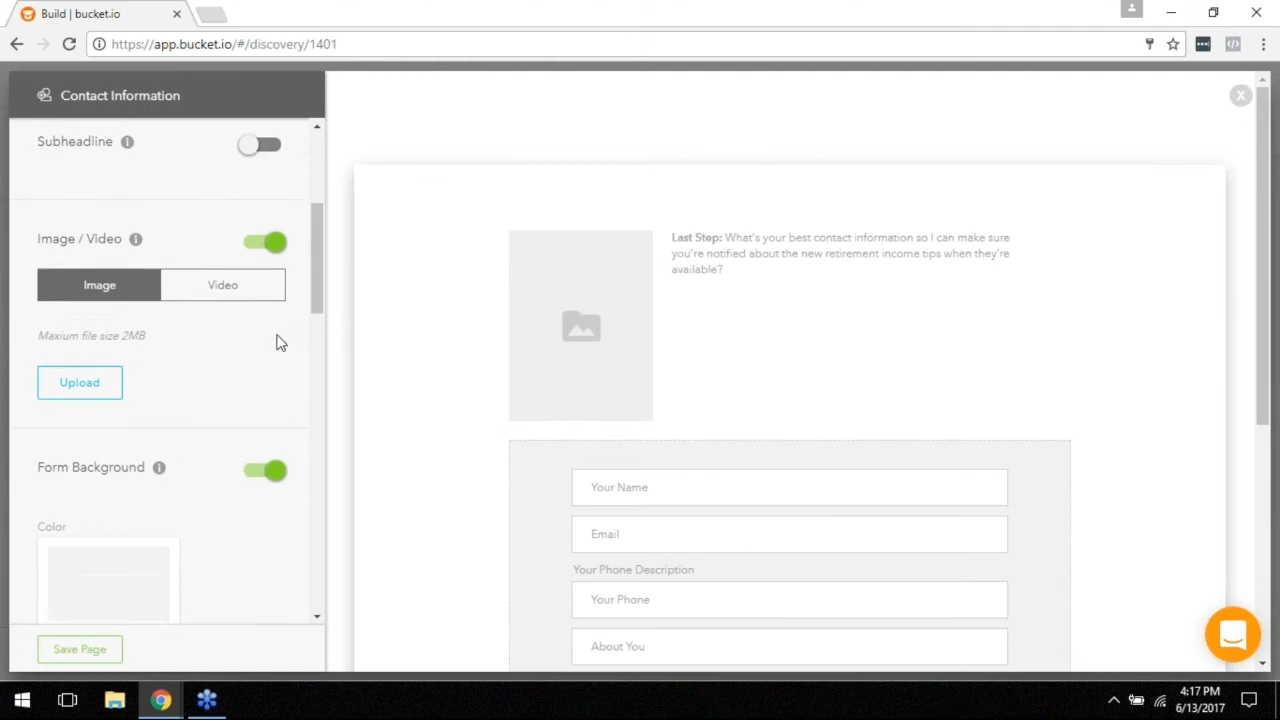 Build | bucket.io
https://app.bucket.io/#/discovery/1401
Contact Information
Subheadline
Image / Video
Image
Video
Maxium file size 2MB
Upload
Form Background
Color
Save Page
Last Step: What's your best contact information so I can make sure
you're notified about the new retirement income tips when they're
available?
Your Name
Email
Your Phone Description
Your Phone
About You
X
4:17 PM
6/13/2017